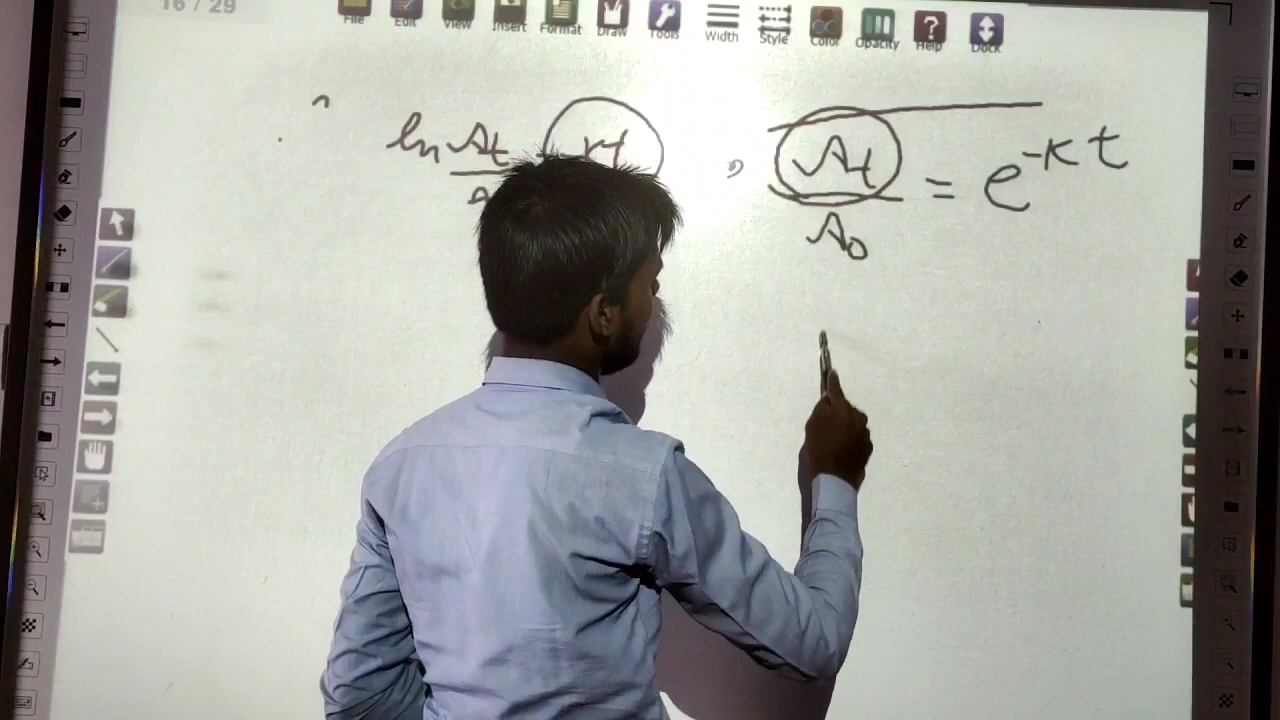 16 / 29
File Edit View Insert Format Draw Tools Width Style Color Opacity Help Dock
ln At = e^-Kt
A0